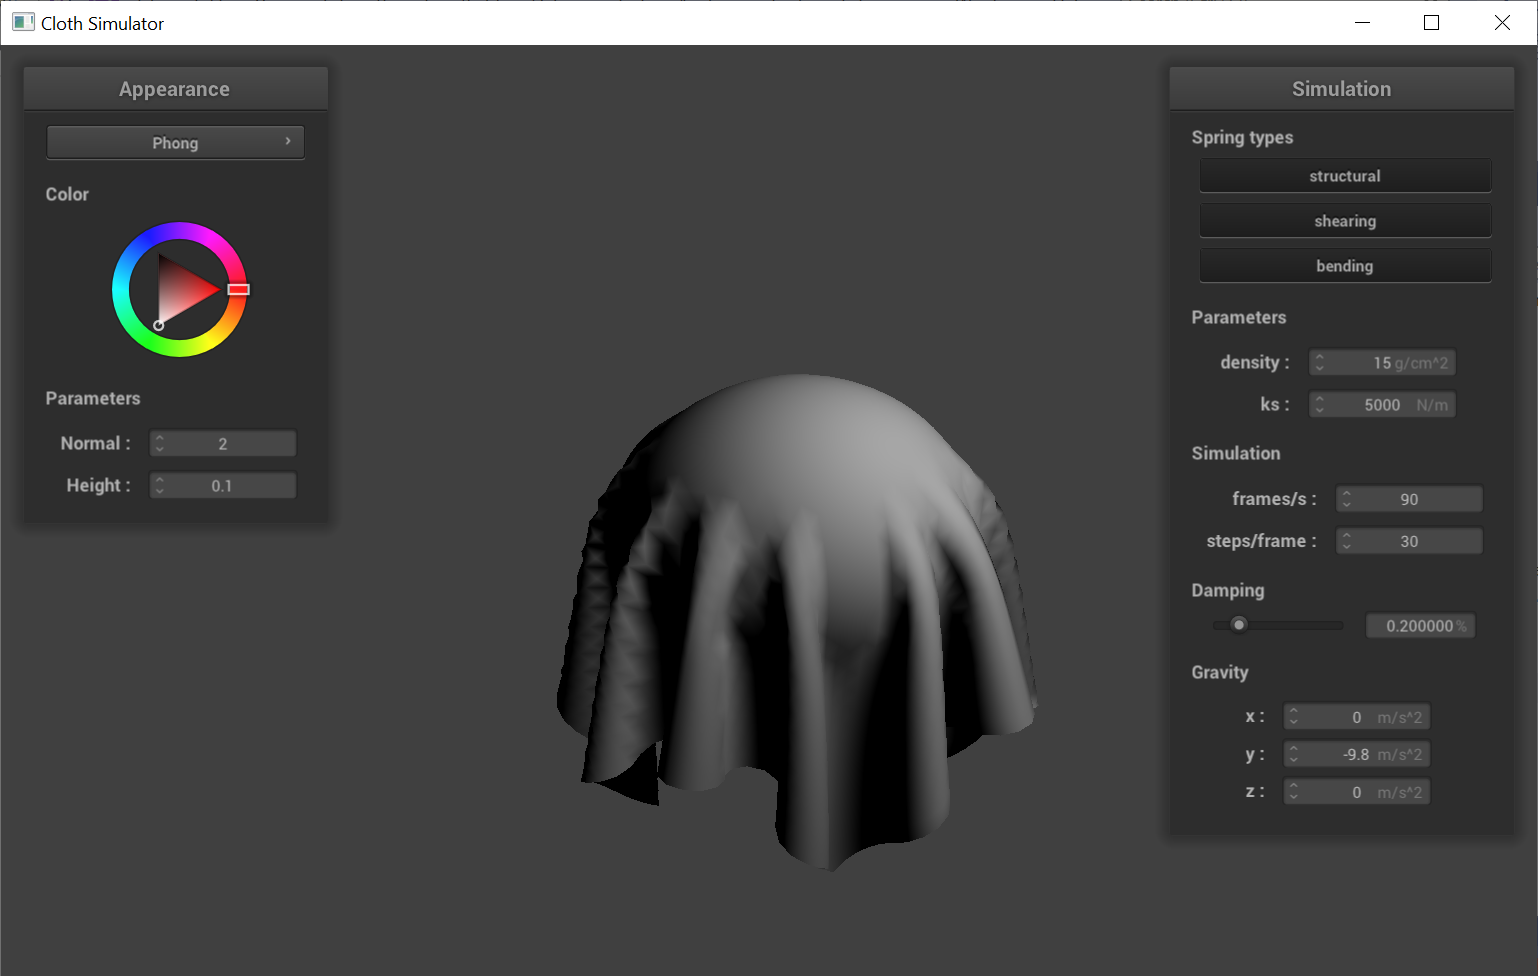 Cloth Simulator
Appearance
Phong
Color
Parameters
Normal : 2
Height : 0.1
Simulation
Spring types
structural
shearing
bending
Parameters
density : 15 g/cm^2
ks : 5000 N/m
Simulation
frames/s : 90
steps/frame : 30
Damping
0.200000 %
Gravity
x : 0 m/s^2
y : -9.8 m/s^2
z : 0 m/s^2